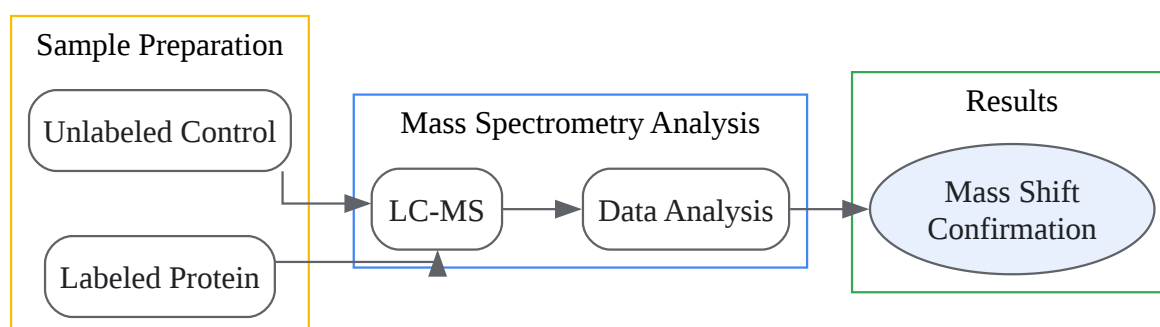 Sample Preparation
Unlabeled Control
Labeled Protein
Mass Spectrometry Analysis
LC-MS
Data Analysis
Results
Mass Shift
Confirmation